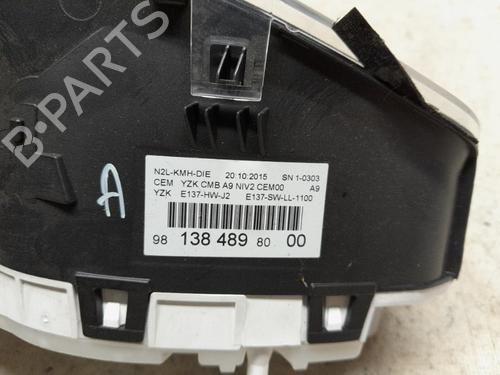 B-PARTS
N2L-KMH-DIE 20:10:2015 SN 1-0303
CEM YZK CMB A9 NIV2 CEM00 A9
YZK E137-HW-J2 E137-SW-LL-1100
98 138 489 80 00
A